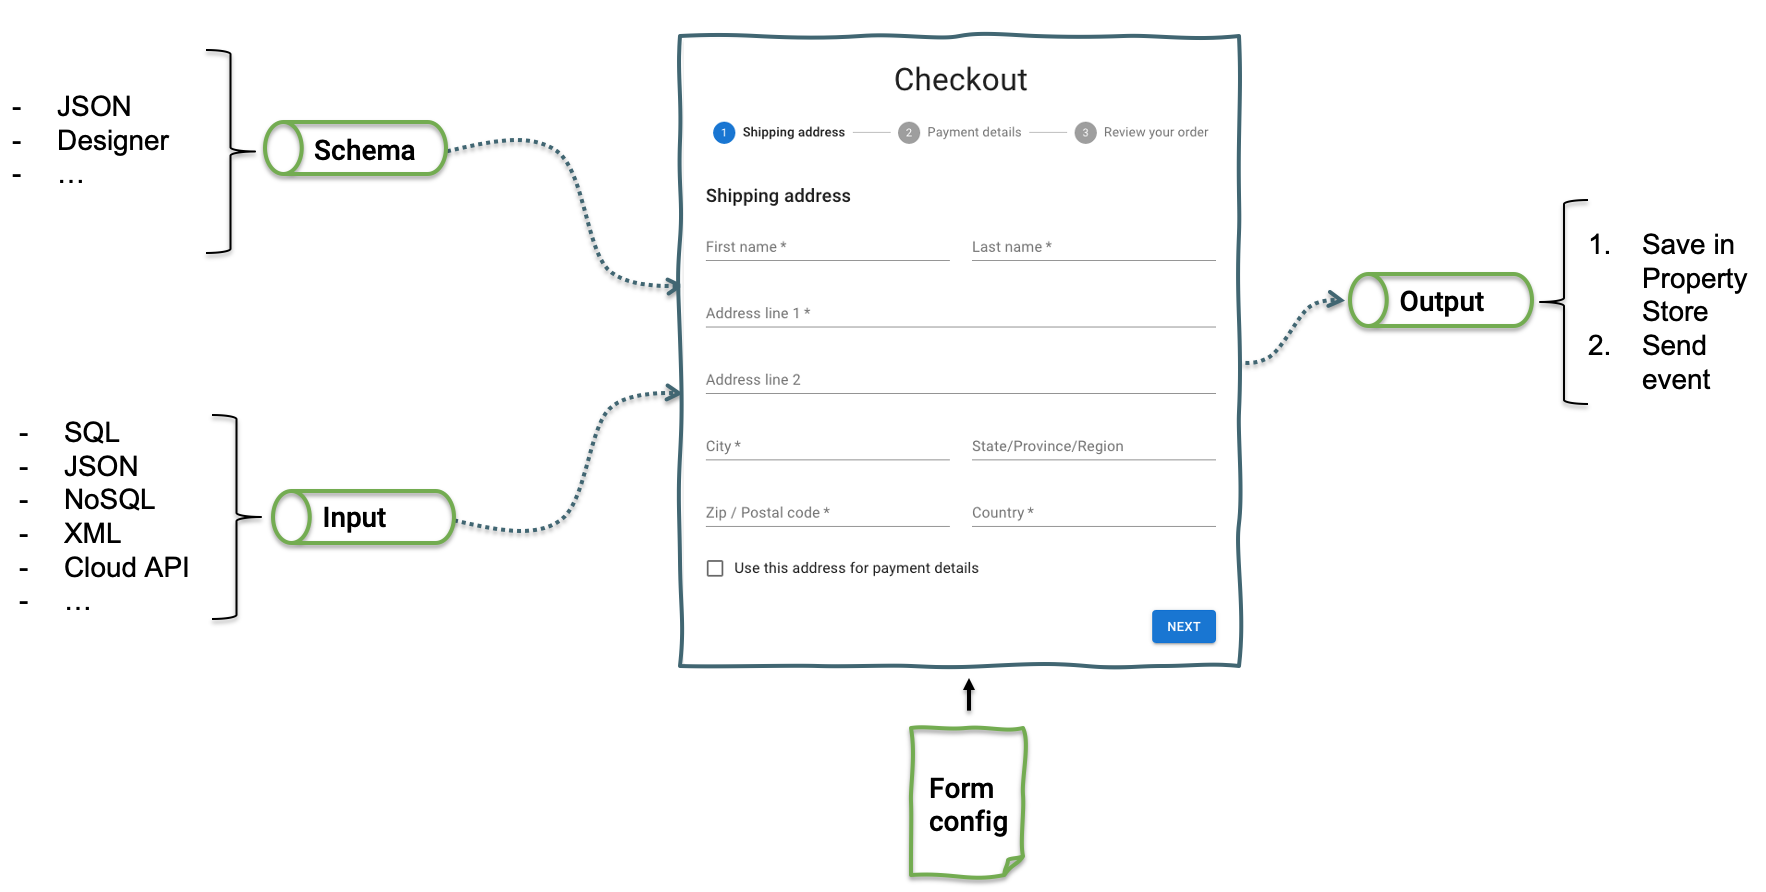 - JSON
- Designer
- ...
Schema
- SQL
- JSON
- NoSQL
- XML
- Cloud API
- ...
Input
Checkout
1 Shipping address
2 Payment details
3 Review your order
Shipping address
First name *
Last name *
Address line 1 *
Address line 2
City *
State/Province/Region
Zip / Postal code *
Country *
Use this address for payment details
NEXT
Form
config
Output
1. Save in
Property
Store
2. Send
event